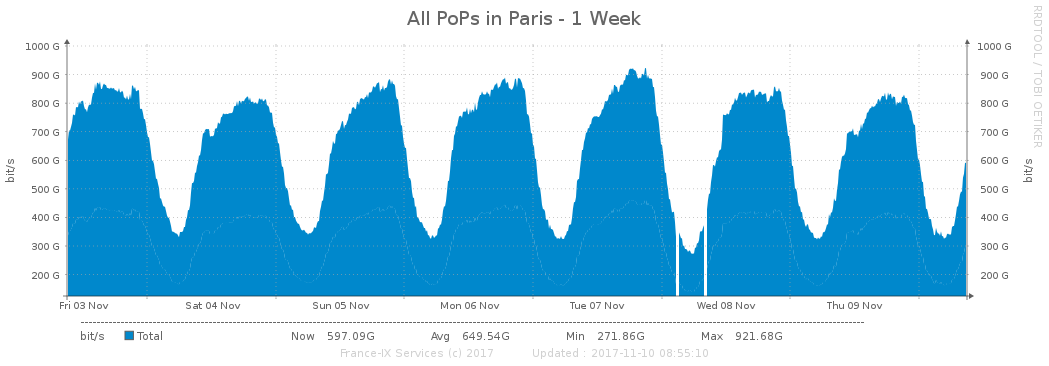 All PoPs in Paris - 1 Week
RRDTOOL / TOBI OETIKER
1000 G 1000 G
900 G 900 G
800 G 800 G
700 G 700 G
600 G 600 G
500 G 500 G
400 G 400 G
300 G 300 G
200 G 200 G
bit/s bit/s
Fri 03 Nov Sat 04 Nov Sun 05 Nov Mon 06 Nov Tue 07 Nov Wed 08 Nov Thu 09 Nov
bit/s Total Now 597.09G Avg 649.54G Min 271.86G Max 921.68G
France-IX Services (c) 2017 Updated : 2017-11-10 08:55:10